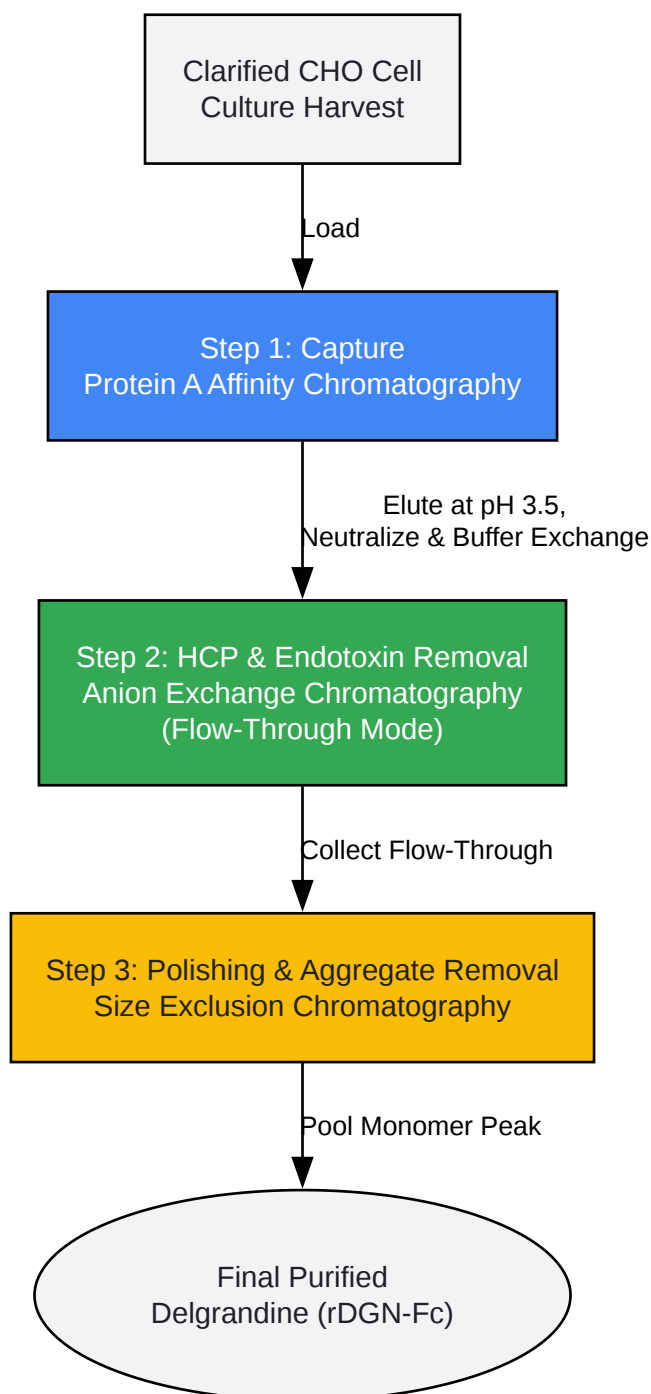 Clarified CHO Cell
Culture Harvest
Load
Step 1: Capture
Protein A Affinity Chromatography
Elute at pH 3.5,
Neutralize & Buffer Exchange
Step 2: HCP & Endotoxin Removal
Anion Exchange Chromatography
(Flow-Through Mode)
Collect Flow-Through
Step 3: Polishing & Aggregate Removal
Size Exclusion Chromatography
Pool Monomer Peak
Final Purified
Delgrandine (rDGN-Fc)